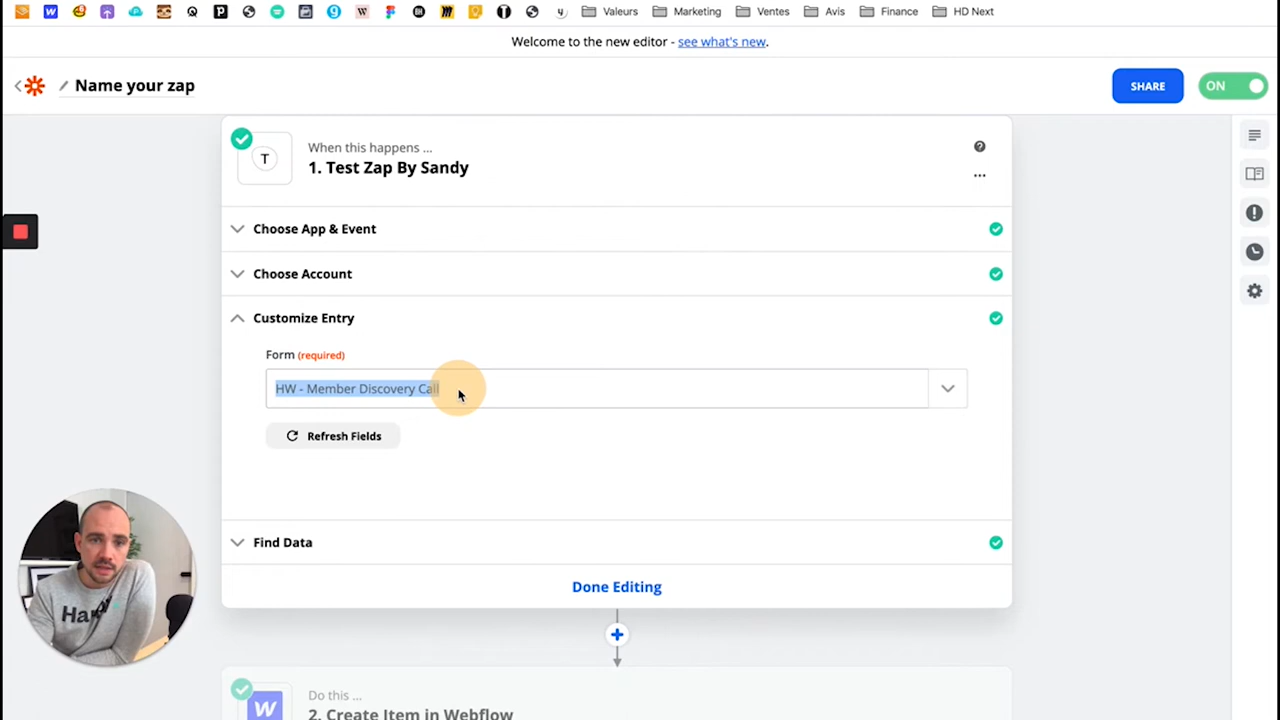 Valeurs Marketing Ventes Avis Finance HD Next
Welcome to the new editor - see what's new.
Name your zap
SHARE
ON
When this happens ...
T
1. Test Zap By Sandy
Choose App & Event
Choose Account
Customize Entry
Form (required)
HW - Member Discovery Call
Refresh Fields
Find Data
Done Editing
Do this ...
W
2. Create Item in Webflow